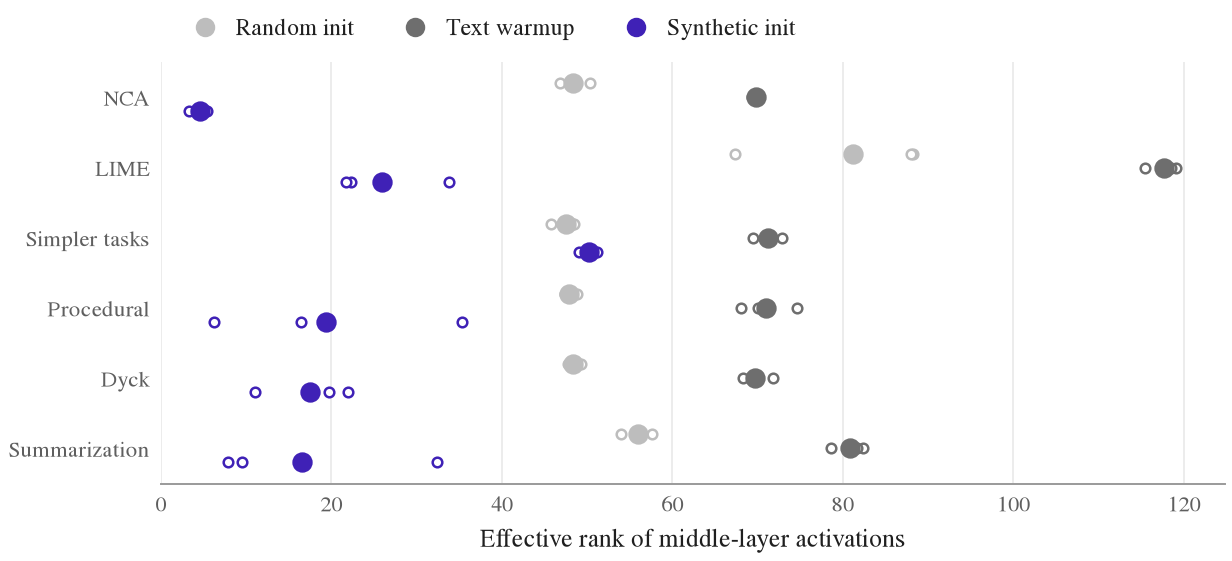 Random init Text warmup Synthetic init
NCA
LIME
Simpler tasks
Procedural
Dyck
Summarization
0 20 40 60 80 100 120
Effective rank of middle-layer activations